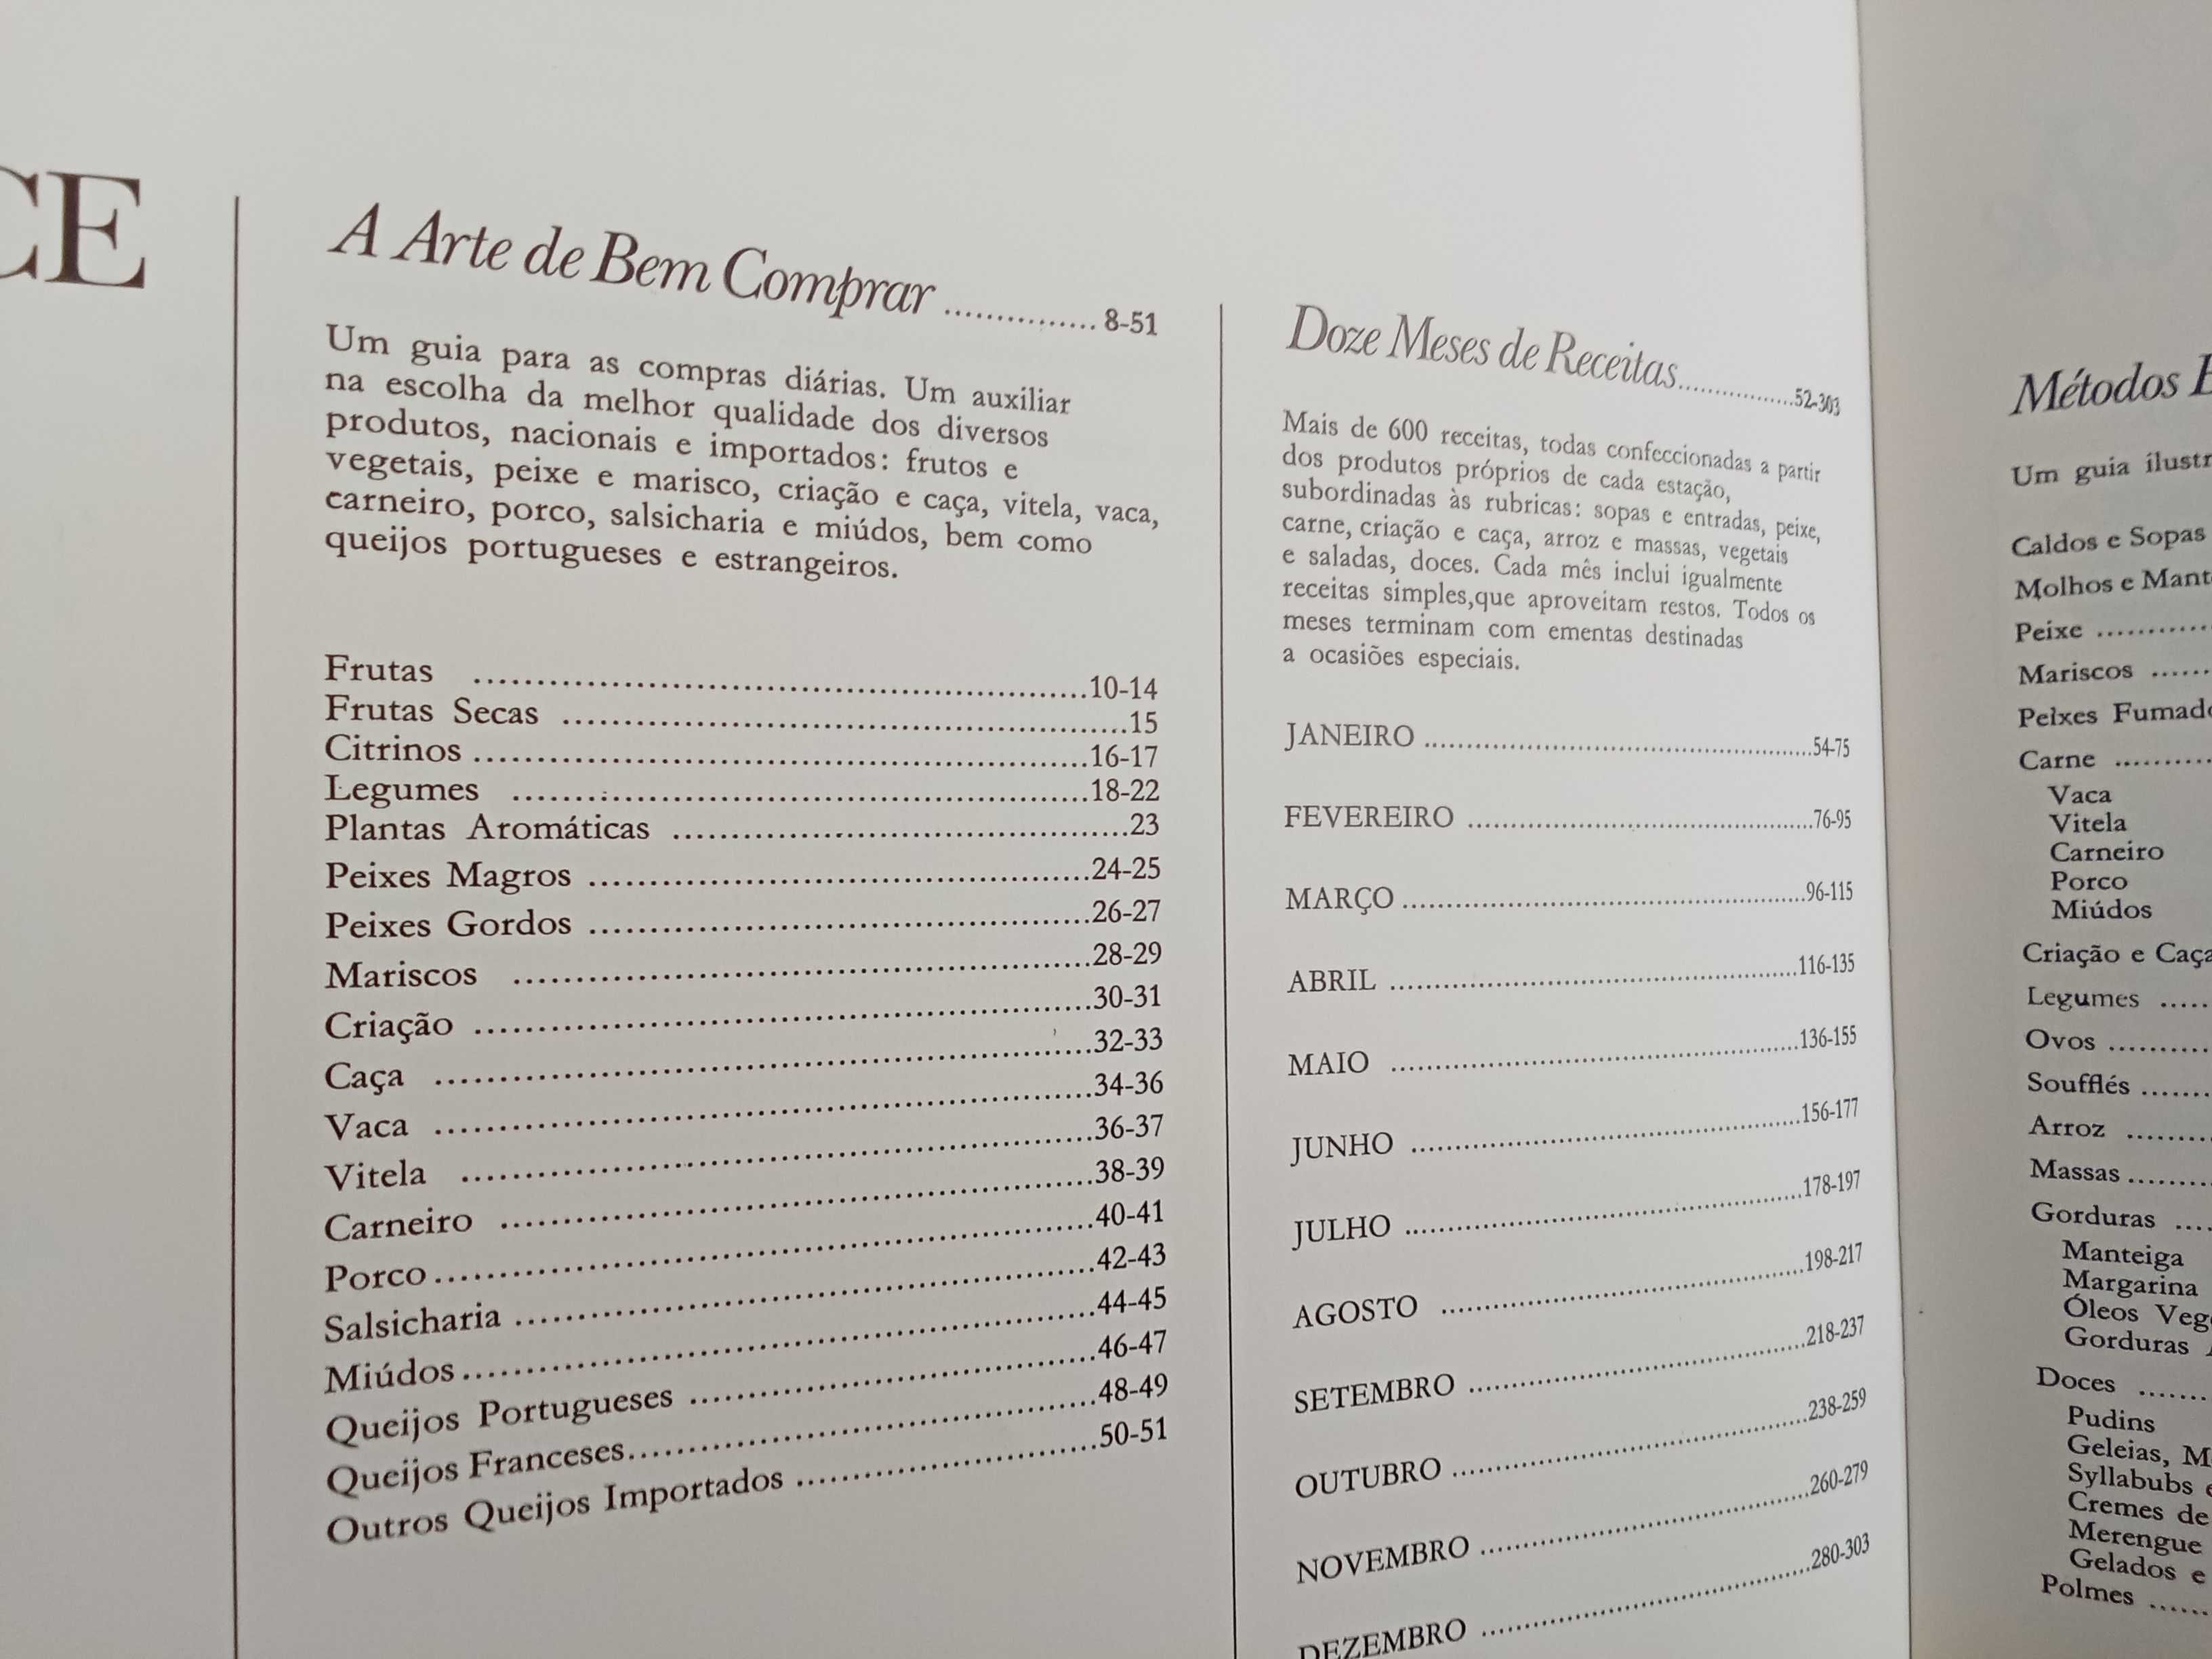 CE
A Arte de Bem Comprar ............... 8-51
Um guia para as compras diárias. Um auxiliar
na escolha da melhor qualidade dos diversos
produtos, nacionais e importados: frutos e
vegetais, peixe e marisco, criação e caça, vitela, vaca,
carneiro, porco, salsicharia e miúdos, bem como
queijos portugueses e estrangeiros.
Frutas ...............10-14
Frutas Secas ...............15
Citrinos ...............16-17
Legumes ...............18-22
Plantas Aromáticas ...............23
Peixes Magros ...............24-25
Peixes Gordos ...............26-27
Mariscos ...............28-29
Criação ...............30-31
Caça ...............32-33
Vaca ...............34-36
Vitela ...............36-37
Carneiro ...............38-39
Porco ...............40-41
Salsicharia ...............42-43
Miúdos ...............44-45
Queijos Portugueses ...............46-47
Queijos Franceses ...............48-49
Outros Queijos Importados ...............50-51
Doze Meses de Receitas ...............52-303
Mais de 600 receitas, todas confeccionadas a partir
dos produtos próprios de cada estação,
subordinadas às rubricas: sopas e entradas, peixe,
carne, criação e caça, arroz e massas, vegetais
e saladas, doces. Cada mês inclui igualmente
receitas simples,que aproveitam restos. Todos os
meses terminam com ementas destinadas
a ocasiões especiais.
JANEIRO ...............54-75
FEVEREIRO ...............76-95
MARÇO ...............96-115
ABRIL ...............116-135
MAIO ...............136-155
JUNHO ...............156-177
JULHO ...............178-197
AGOSTO ...............198-217
SETEMBRO ...............218-237
OUTUBRO ...............238-259
NOVEMBRO ...............260-279
DEZEMBRO ...............280-303
Métodos
Um guia ilustr
Caldos e Sopas
Molhos e Mant
Peixe ...........
Mariscos ......
Peixes Fumad
Carne ..........
Vaca
Vitela
Carneiro
Porco
Miúdos
Criação e Caça
Legumes .....
Ovos ..........
Soufflés .......
Arroz .........
Massas ........
Gorduras ....
Manteiga
Margarina
Óleos Veg
Gorduras
Doces .......
Pudins
Geleias, M
Syllabubs e
Cremes de
Merengue
Gelados e
Polmes ......